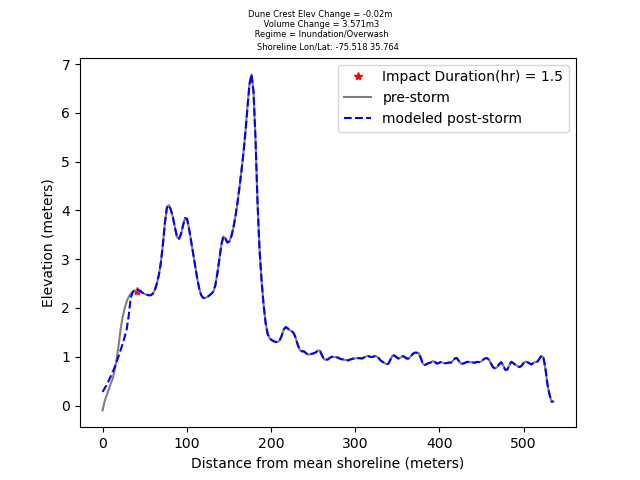 Dune Crest Elev Change = -0.02m
Volume Change = 3.571m3
Regime = Inundation/Overwash
Shoreline Lon/Lat: -75.518 35.764
Impact Duration(hr) = 1.5
pre-storm
modeled post-storm
7
6
5
4
3
2
1
0
Elevation (meters)
0 100 200 300 400 500
Distance from mean shoreline (meters)